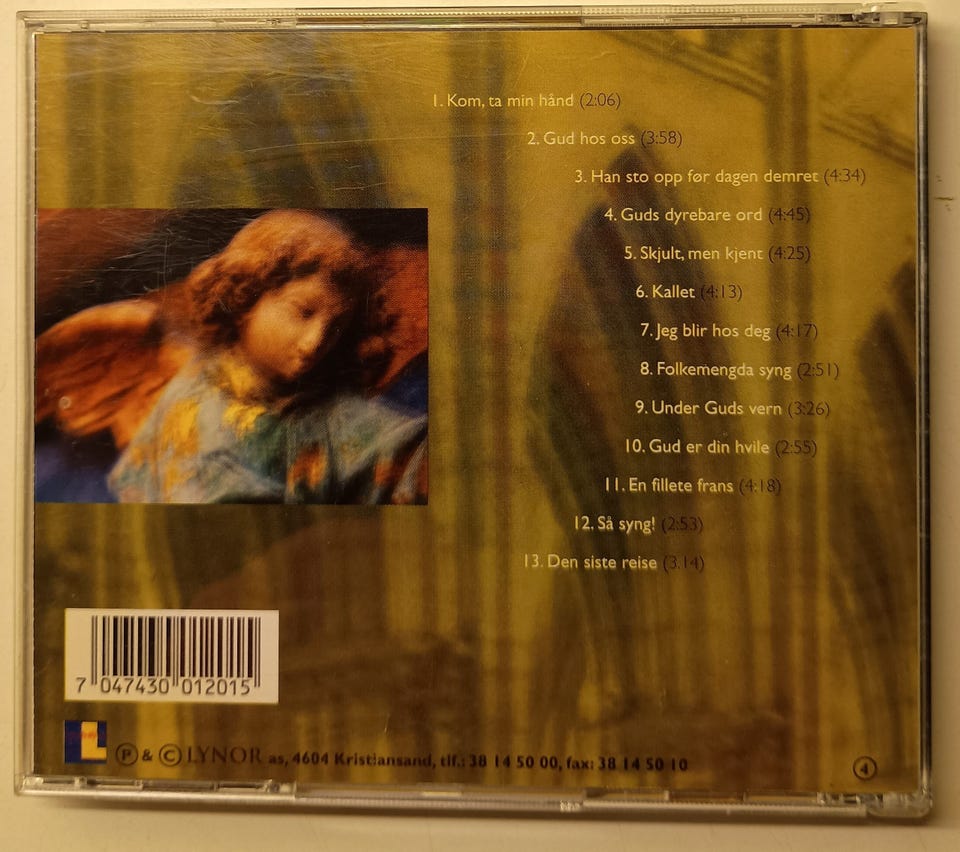 1. Kom, ta min hånd (2:06)
2. Gud hos oss (3:58)
3. Han sto opp før dagen demret (4:34)
4. Guds dyrebare ord (4:45)
5. Skjult, men kjent (4:25)
6. Kallet (4:13)
7. Jeg blir hos deg (4:17)
8. Folkemengda syng (2:51)
9. Under Guds vern (3:26)
10. Gud er din hvile (2:55)
11. En fillete frans (4:18)
12. Så syng! (2:53)
13. Den siste reise (3.14)
7 047430 012015
L ℗ & © LYNOR as, 4604 Kristiansand, tlf.: 38 14 50 00, fax: 38 14 50 10
4